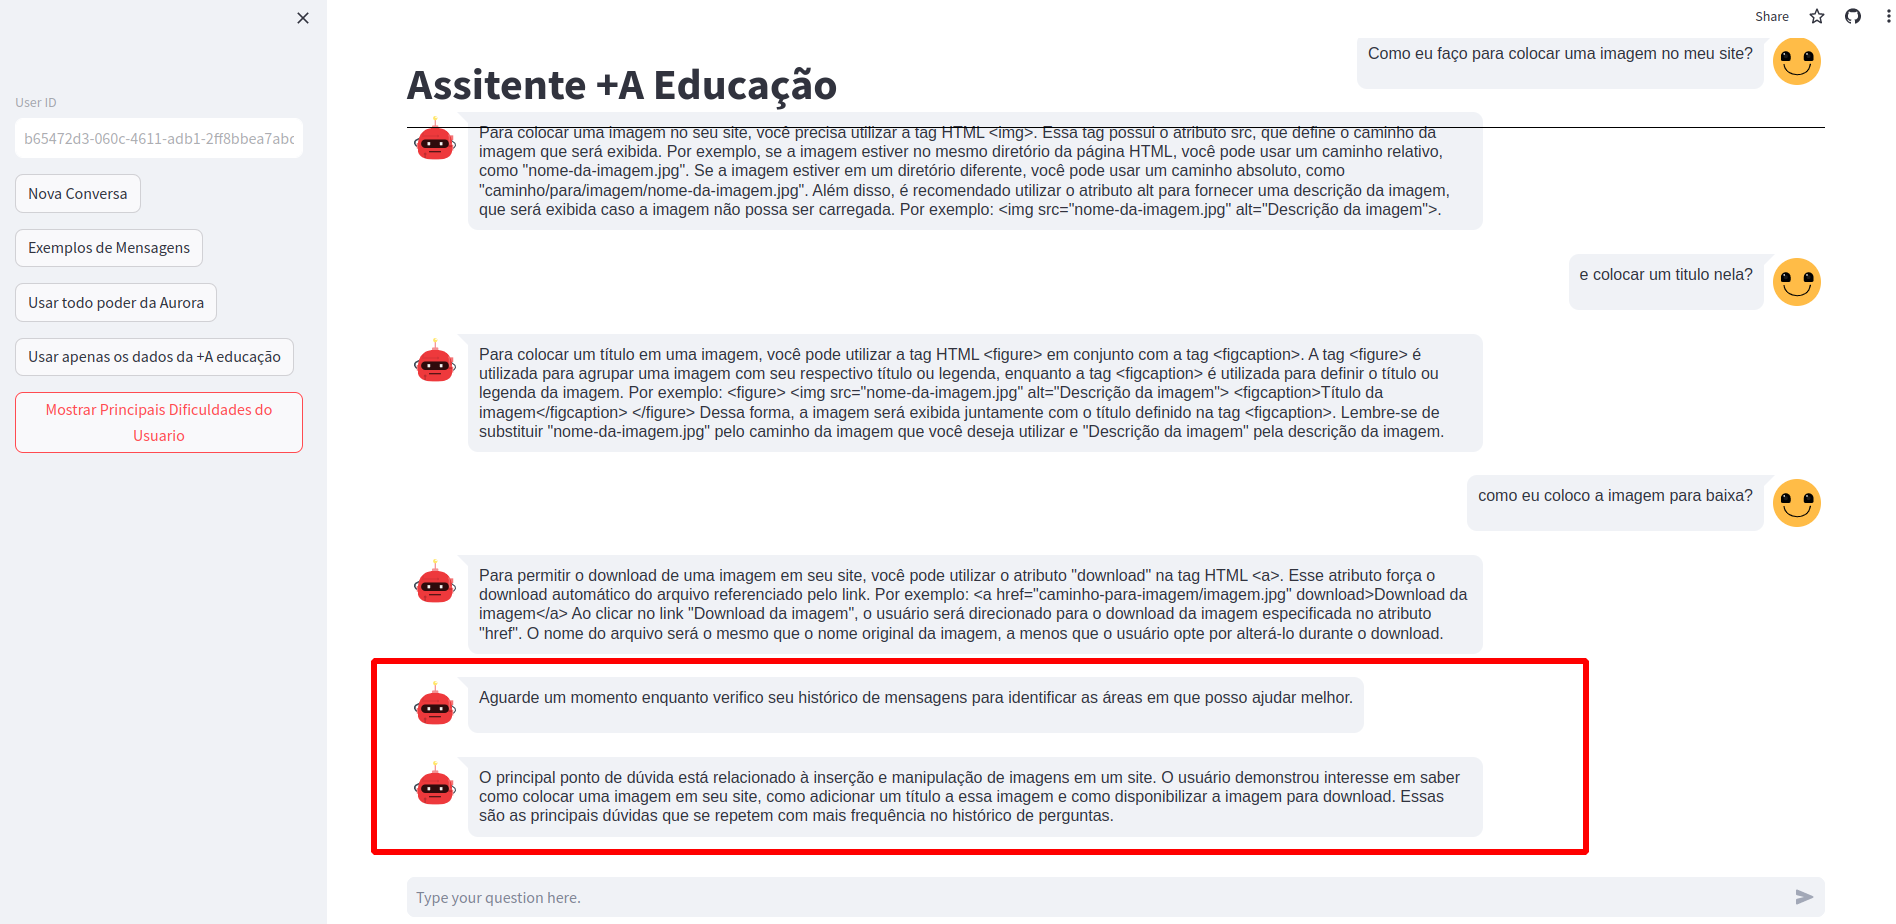 Share
User ID
b65472d3-060c-4611-adb1-2ff8bbea7abc
Nova Conversa
Exemplos de Mensagens
Usar todo poder da Aurora
Usar apenas os dados da +A educação
Mostrar Principais Dificuldades do
Usuario
Assitente +A Educação
Como eu faço para colocar uma imagem no meu site?
Para colocar uma imagem no seu site, você precisa utilizar a tag HTML <img>. Essa tag possui o atributo src, que define o caminho da
imagem que será exibida. Por exemplo, se a imagem estiver no mesmo diretório da página HTML, você pode usar um caminho relativo,
como "nome-da-imagem.jpg". Se a imagem estiver em um diretório diferente, você pode usar um caminho absoluto, como
"caminho/para/imagem/nome-da-imagem.jpg". Além disso, é recomendado utilizar o atributo alt para fornecer uma descrição da imagem,
que será exibida caso a imagem não possa ser carregada. Por exemplo: <img src="nome-da-imagem.jpg" alt="Descrição da imagem">.
e colocar um titulo nela?
Para colocar um título em uma imagem, você pode utilizar a tag HTML <figure> em conjunto com a tag <figcaption>. A tag <figure> é
utilizada para agrupar uma imagem com seu respectivo título ou legenda, enquanto a tag <figcaption> é utilizada para definir o título ou
legenda da imagem. Por exemplo: <figure> <img src="nome-da-imagem.jpg" alt="Descrição da imagem"> <figcaption>Título da
imagem</figcaption> </figure> Dessa forma, a imagem será exibida juntamente com o título definido na tag <figcaption>. Lembre-se de
substituir "nome-da-imagem.jpg" pelo caminho da imagem que você deseja utilizar e "Descrição da imagem" pela descrição da imagem.
como eu coloco a imagem para baixa?
Para permitir o download de uma imagem em seu site, você pode utilizar o atributo "download" na tag HTML <a>. Esse atributo força o
download automático do arquivo referenciado pelo link. Por exemplo: <a href="caminho-para-imagem/imagem.jpg" download>Download da
imagem</a> Ao clicar no link "Download da imagem", o usuário será direcionado para o download da imagem especificada no atributo
"href". O nome do arquivo será o mesmo que o nome original da imagem, a menos que o usuário opte por alterá-lo durante o download.
Aguarde um momento enquanto verifico seu histórico de mensagens para identificar as áreas em que posso ajudar melhor.
O principal ponto de dúvida está relacionado à inserção e manipulação de imagens em um site. O usuário demonstrou interesse em saber
como colocar uma imagem em seu site, como adicionar um título a essa imagem e como disponibilizar a imagem para download. Essas
são as principais dúvidas que se repetem com mais frequência no histórico de perguntas.
Type your question here.